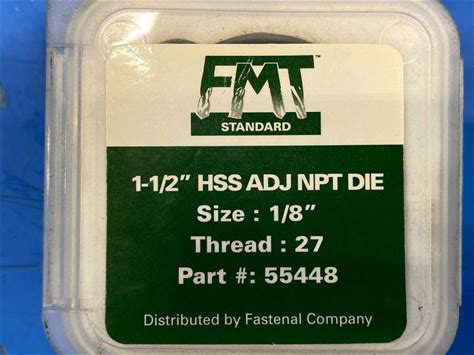 FMT™
STANDARD
1-1/2” HSS ADJ NPT DIE
Size : 1/8”
Thread : 27
Part #: 55448
Distributed by Fastenal Company